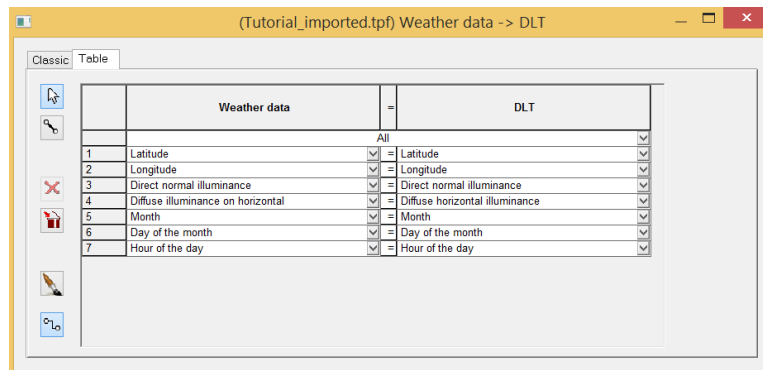 (Tutorial_imported.tpf) Weather data -> DLT
Classic Table
Weather data = DLT
All
1 Latitude = Latitude
2 Longitude = Longitude
3 Direct normal illuminance = Direct normal illuminance
4 Diffuse illuminance on horizontal = Diffuse horizontal illuminance
5 Month = Month
6 Day of the month = Day of the month
7 Hour of the day = Hour of the day